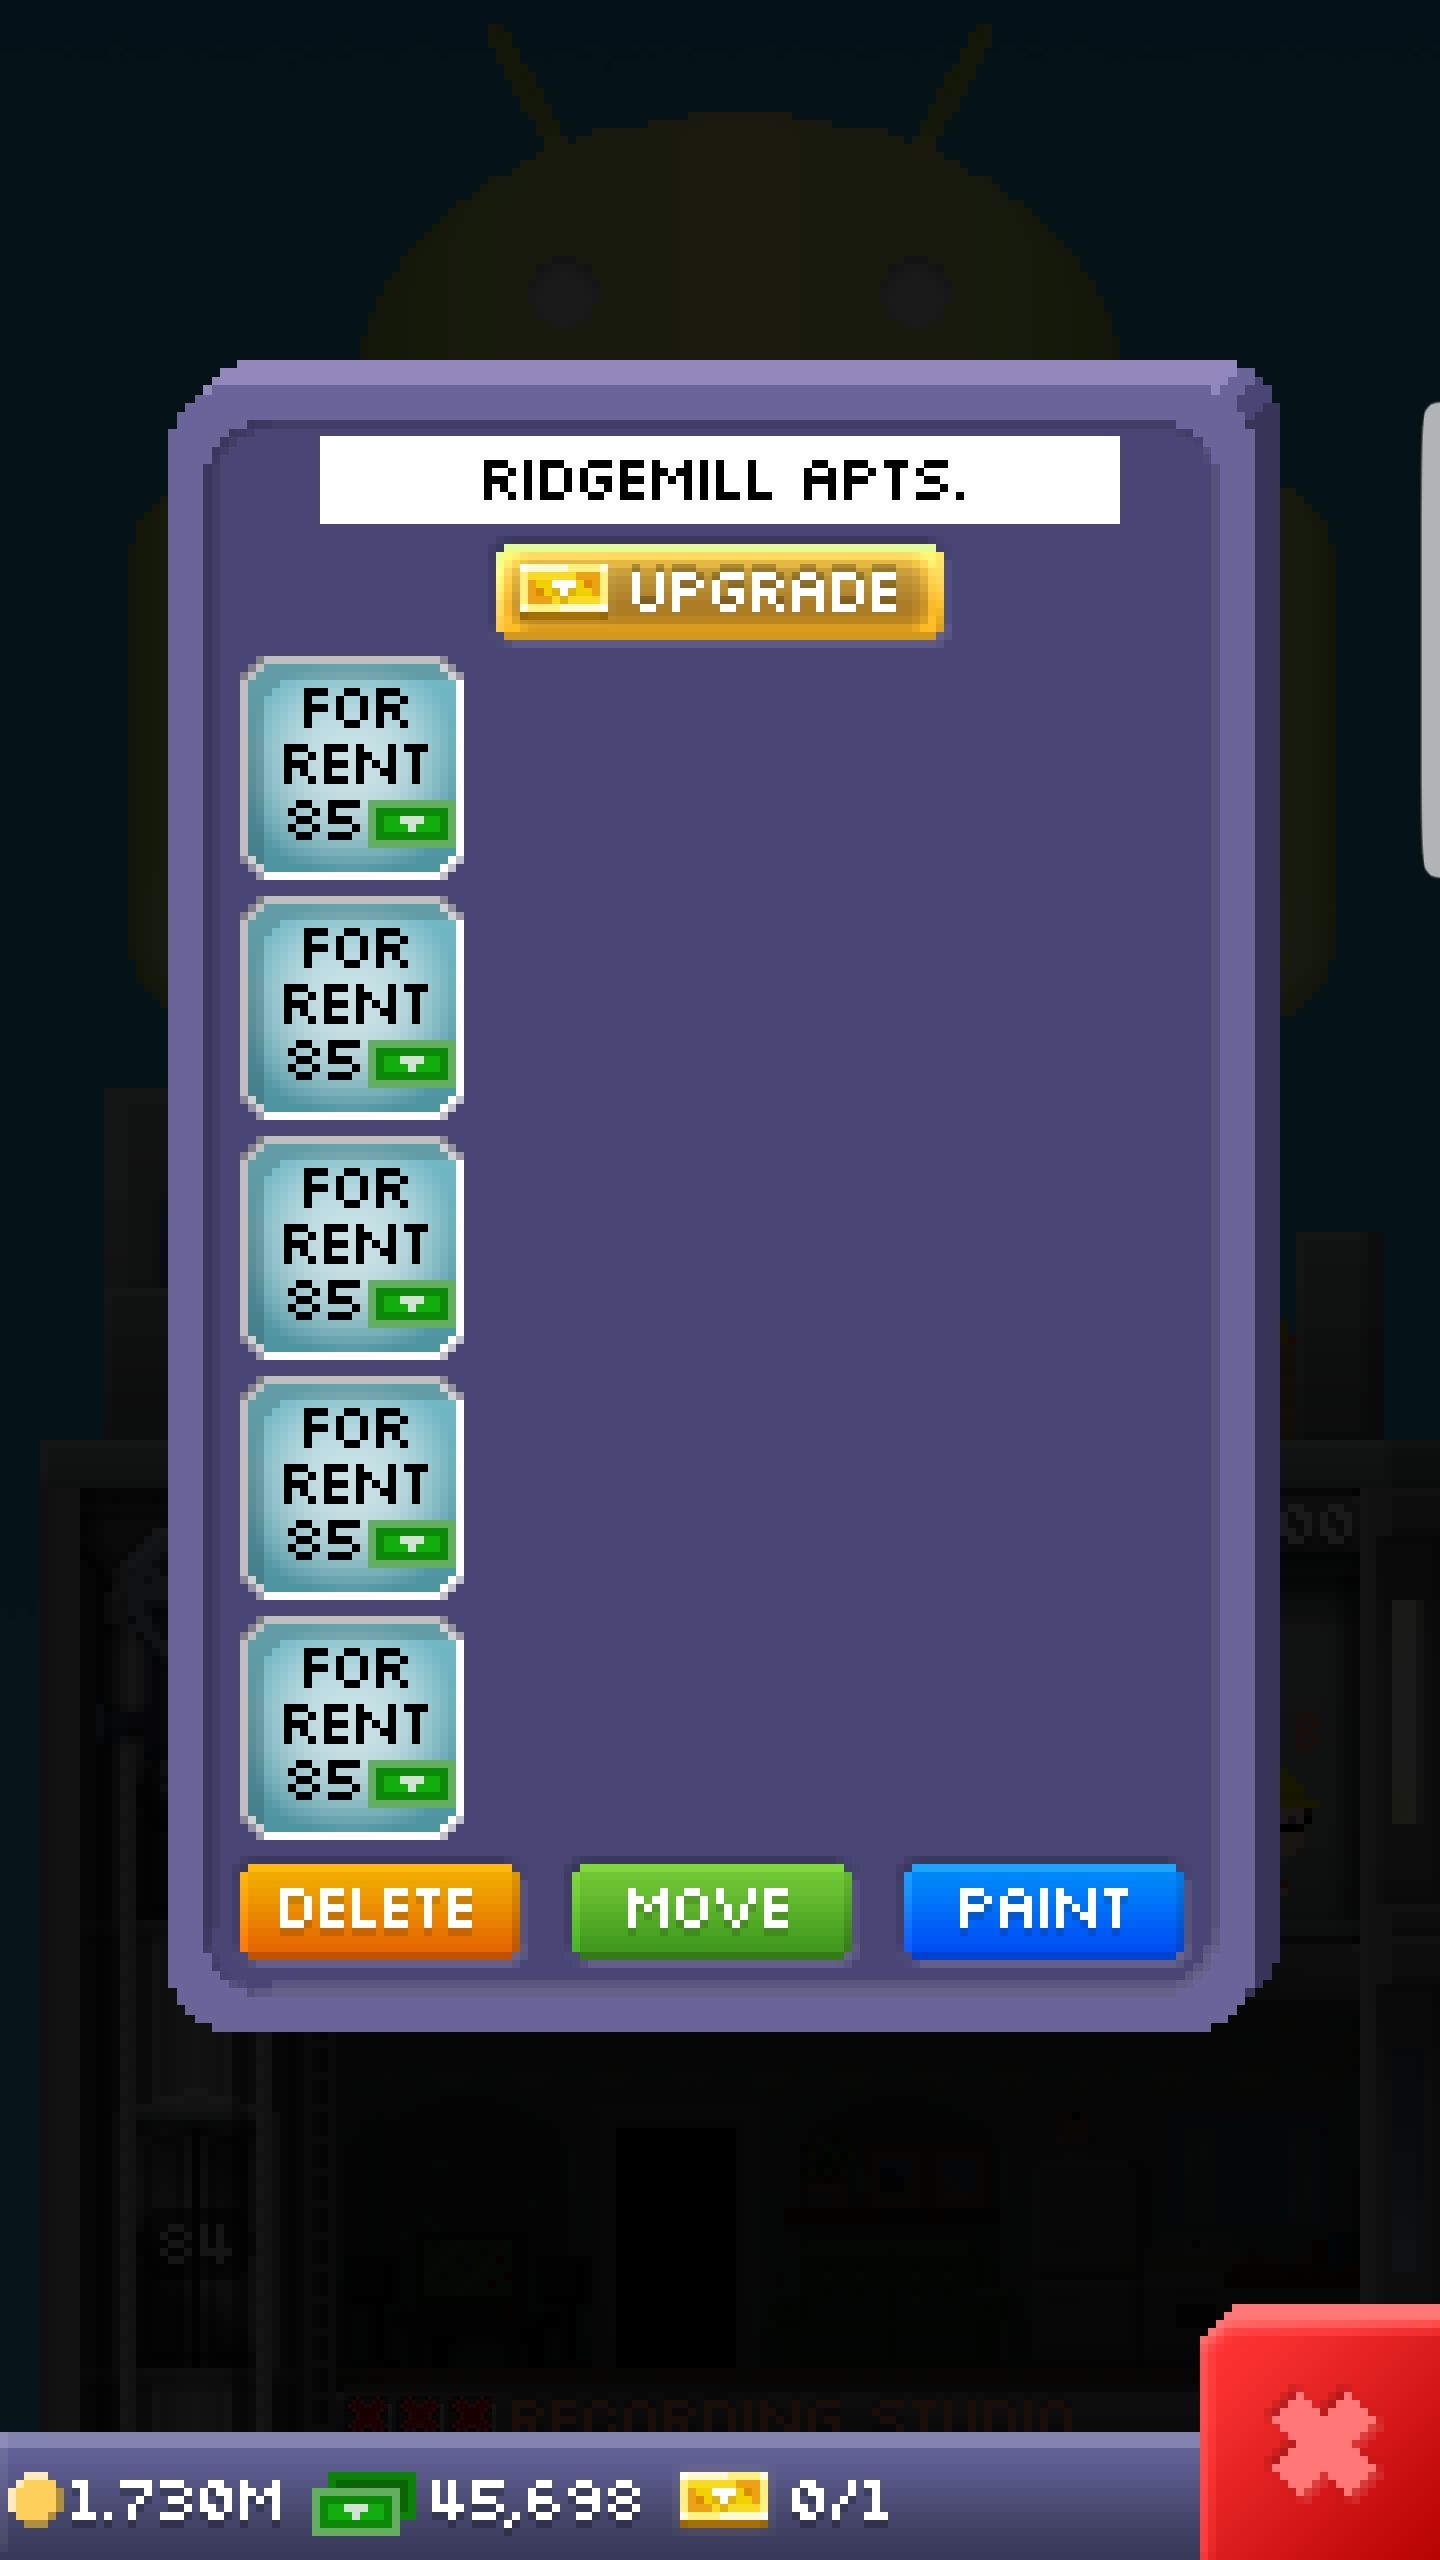 RIDGEMILL APTS.
UPGRADE
FOR
RENT
85
FOR
RENT
85
FOR
RENT
85
FOR
RENT
85
FOR
RENT
85
DELETE MOVE PAINT
84
RECORDING STUDIO
1.730M 45,698 0/1